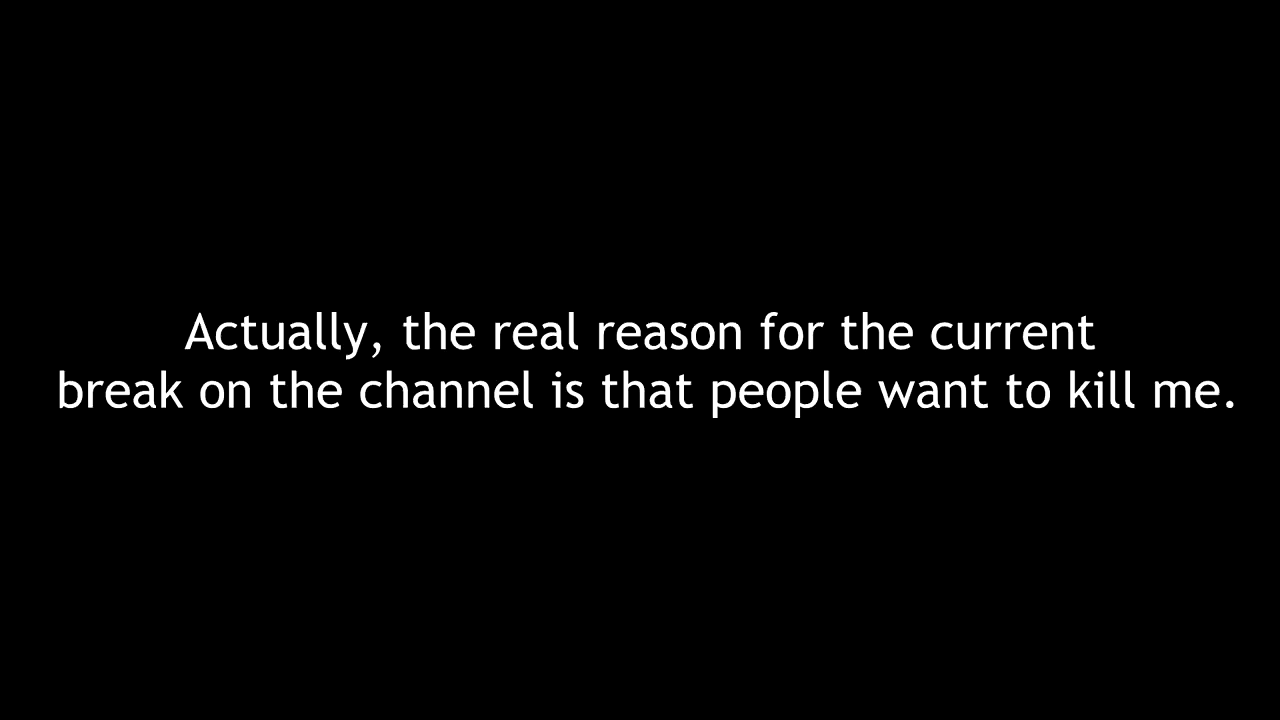 Actually, the real reason for the current
break on the channel is that people want to kill me.